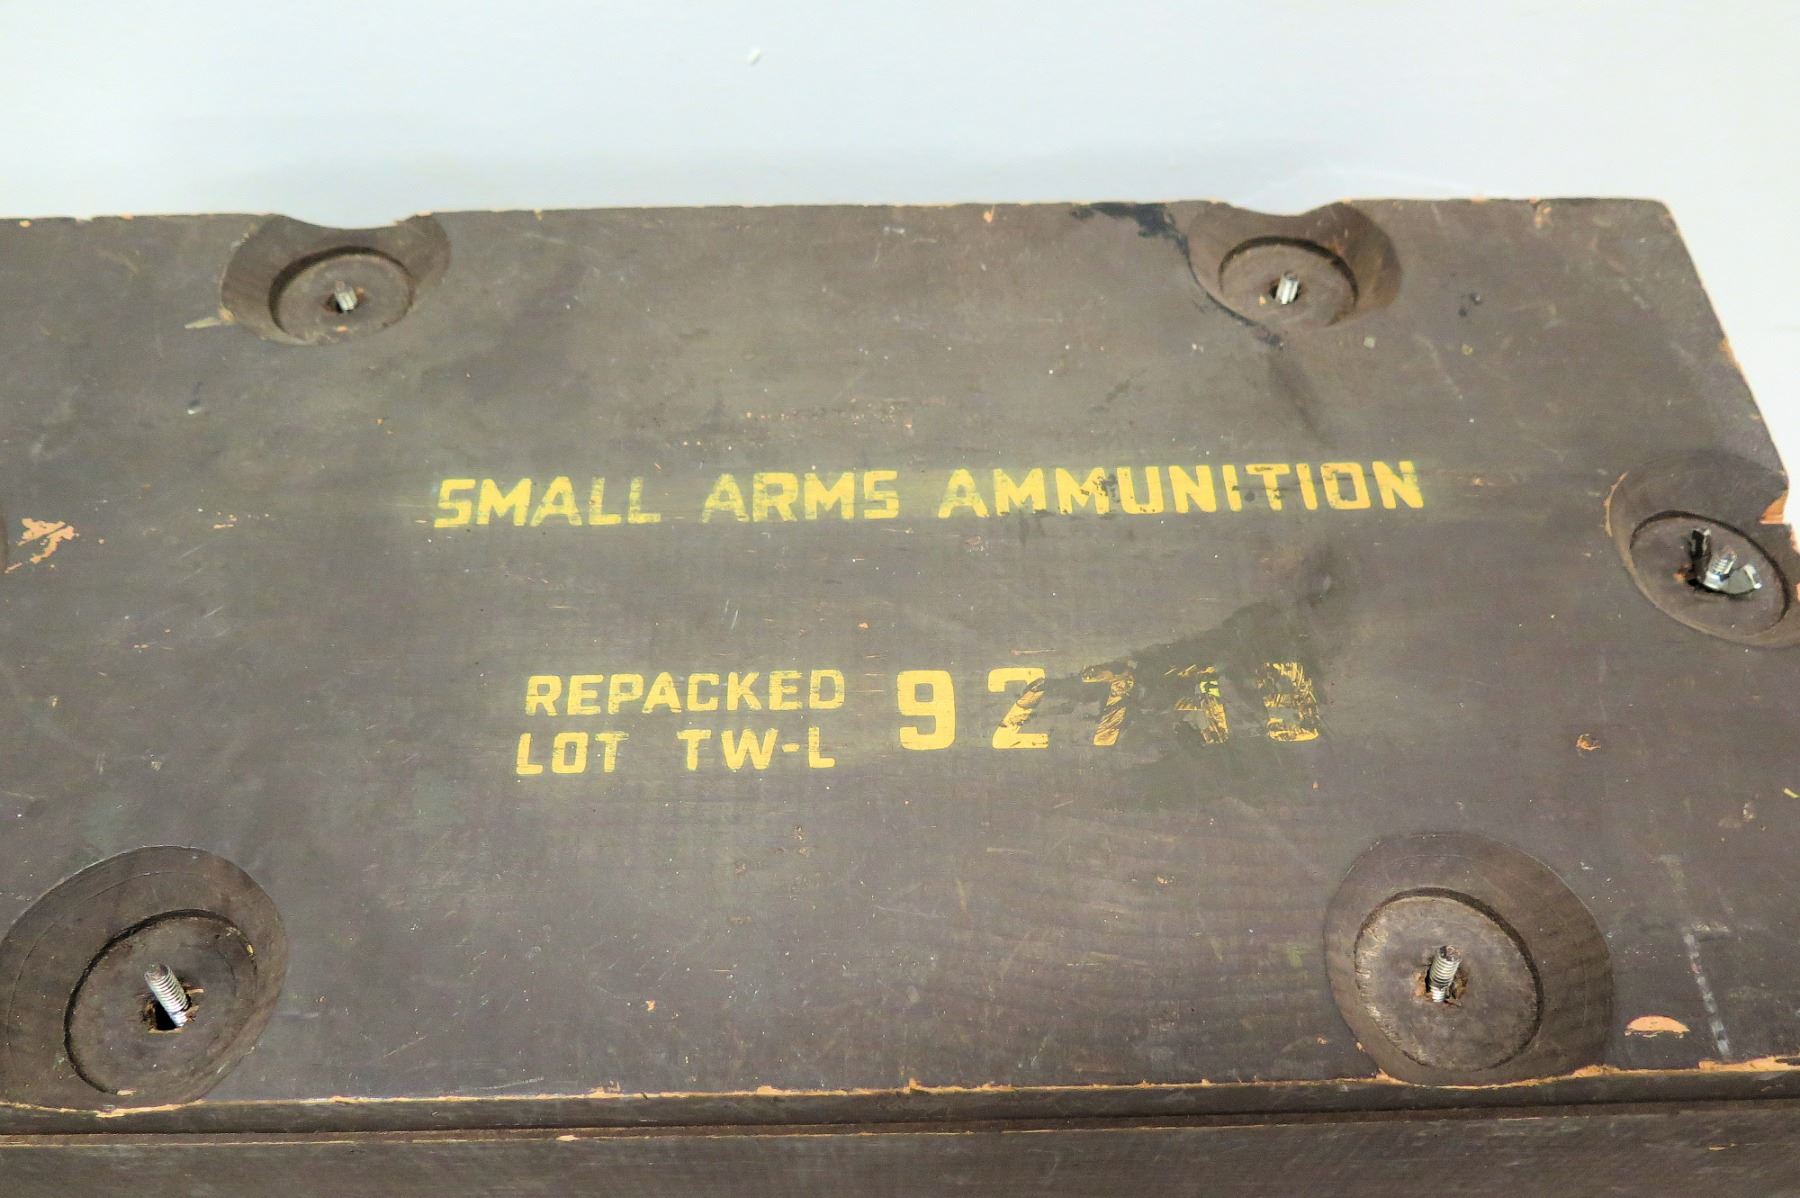 SMALL ARMS AMMUNITION
REPACKED
LOT TW-L